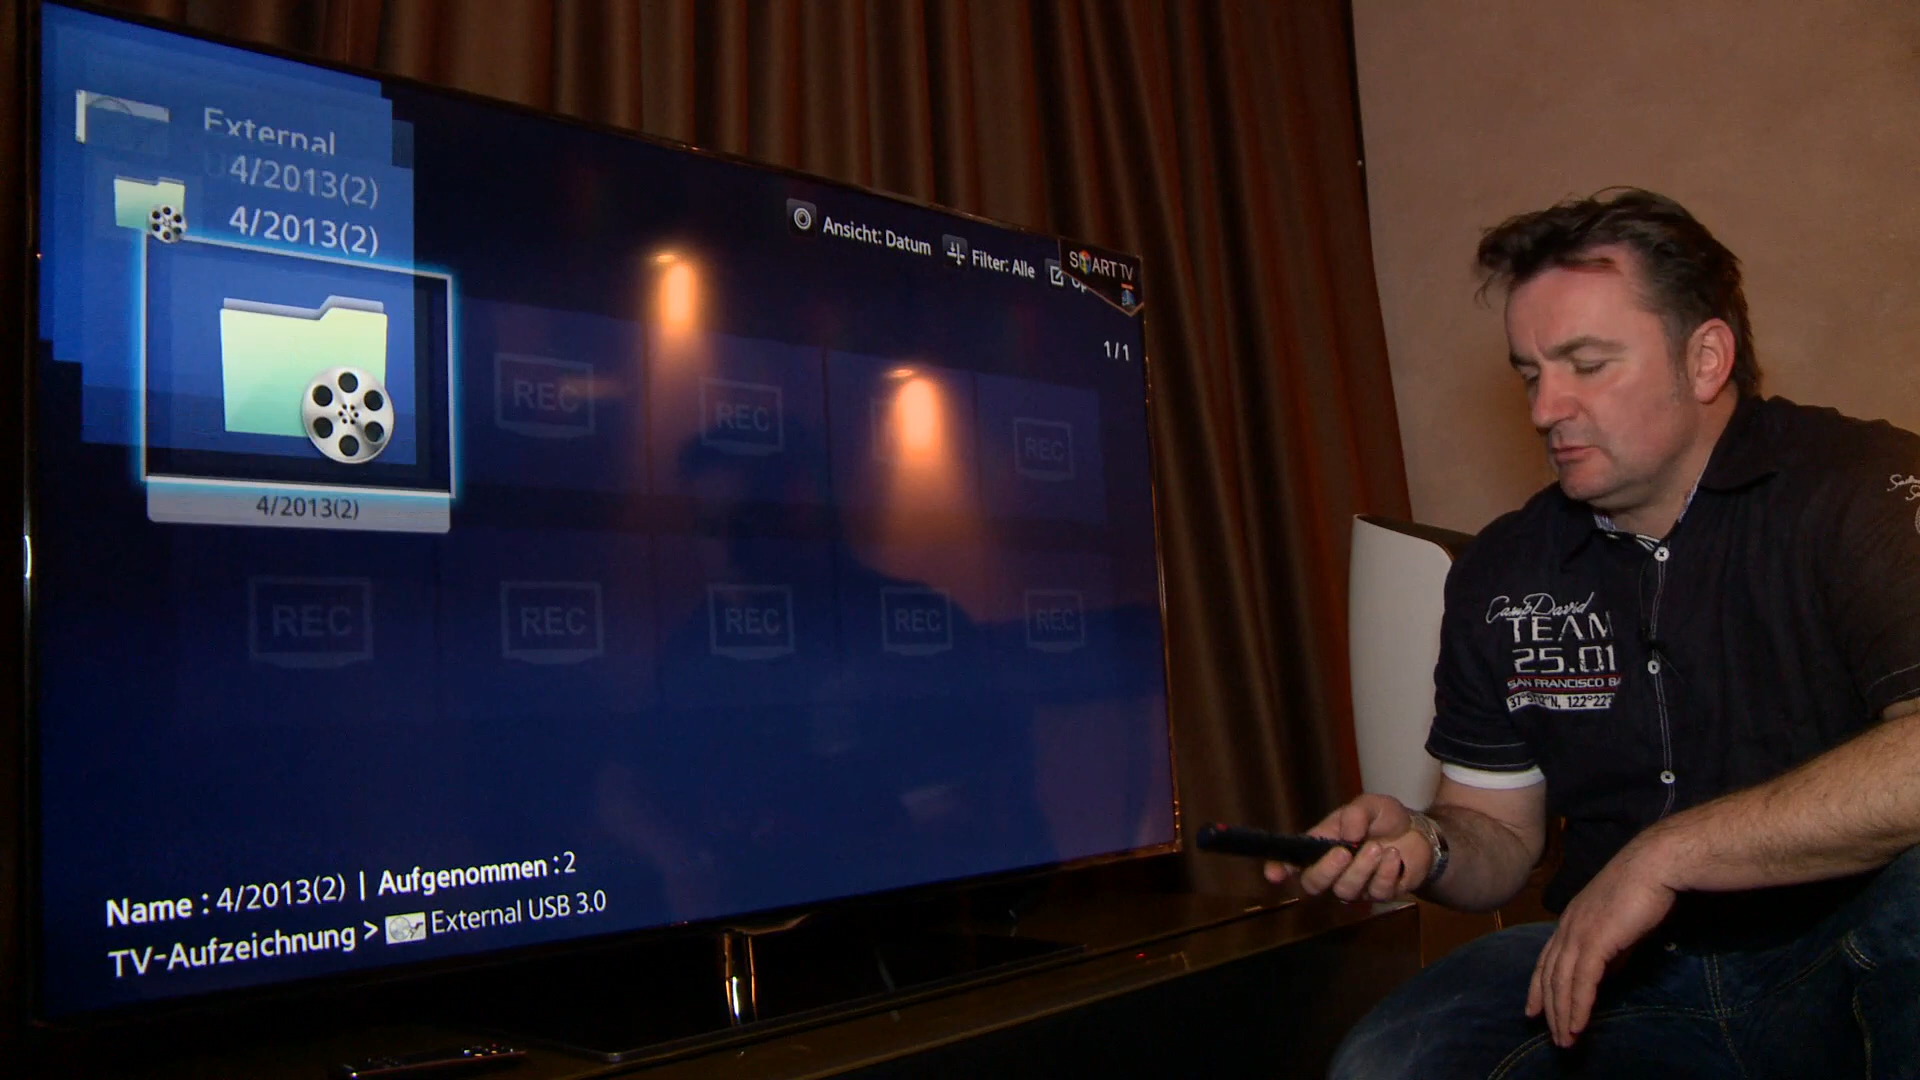 External
4/2013(2)
4/2013(2)
Ansicht: Datum
Filter: Alle
SMART TV
1/1
4/2013(2)
REC
REC
REC
REC
REC
REC
REC
REC
Name : 4/2013(2) | Aufgenommen : 2
TV-Aufzeichnung > External USB 3.0
Camp David
TEAM
25.01
SAN FRANCISCO